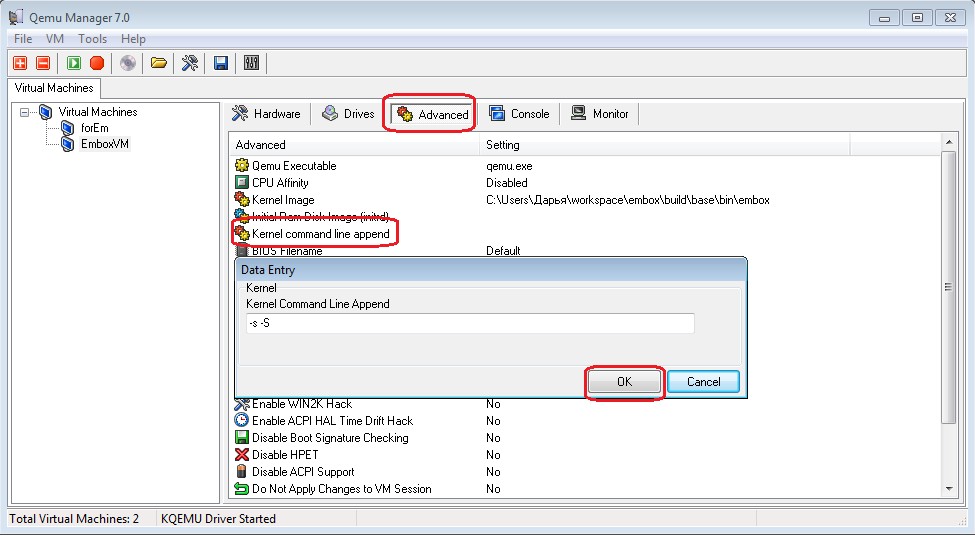 Qemu Manager 7.0
File VM Tools Help
Virtual Machines
Virtual Machines
forEm
EmboxVM
Hardware Drives Advanced Console Monitor
Advanced Setting
Qemu Executable qemu.exe
CPU Affinity Disabled
Kernel Image C:\Users\Дарья\workspace\embox\build\base\bin\embox
Initial Ram Disk Image (initrd)
Kernel command line append
BIOS Filename Default
Data Entry
Kernel
Kernel Command Line Append
-s -S
OK Cancel
Enable WIN2K Hack No
Enable ACPI HAL Time Drift Hack No
Disable Boot Signature Checking No
Disable HPET No
Disable ACPI Support No
Do Not Apply Changes to VM Session No
Total Virtual Machines: 2 KQEMU Driver Started